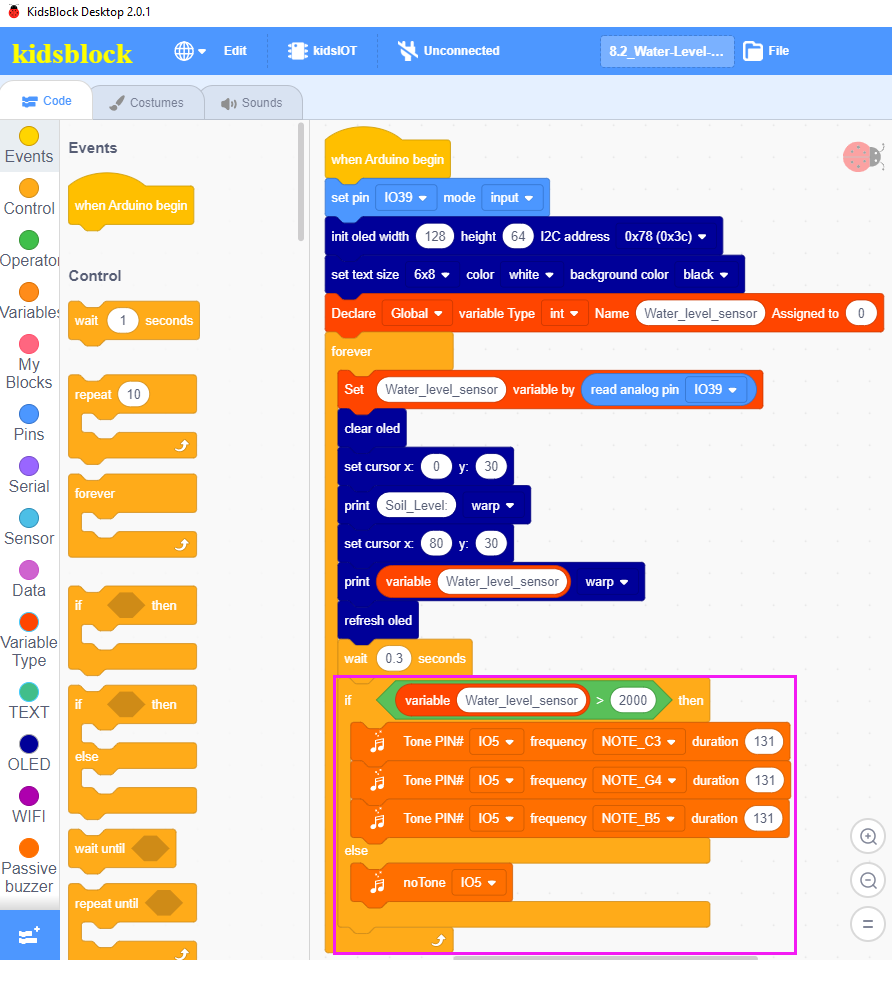 KidsBlock Desktop 2.0.1
kidsblock Edit kidsIOT Unconnected 8.2_Water-Level-... File
Code Costumes Sounds
Events
Control
Operator
Variables
My
Blocks
Pins
Serial
Sensor
Data
Variable
Type
TEXT
OLED
WIFI
Passive
buzzer
Events
when Arduino begin
Control
wait 1 seconds
repeat 10
forever
if then
if then
else
wait until
repeat until
when Arduino begin
set pin IO39 mode input
init oled width 128 height 64 I2C address 0x78 (0x3c)
set text size 6x8 color white background color black
Declare Global variable Type int Name Water_level_sensor Assigned to 0
forever
Set Water_level_sensor variable by read analog pin IO39
clear oled
set cursor x: 0 y: 30
print Soil_Level: warp
set cursor x: 80 y: 30
print variable Water_level_sensor warp
refresh oled
wait 0.3 seconds
if variable Water_level_sensor > 2000 then
Tone PIN# IO5 frequency NOTE_C3 duration 131
Tone PIN# IO5 frequency NOTE_G4 duration 131
Tone PIN# IO5 frequency NOTE_B5 duration 131
else
noTone IO5